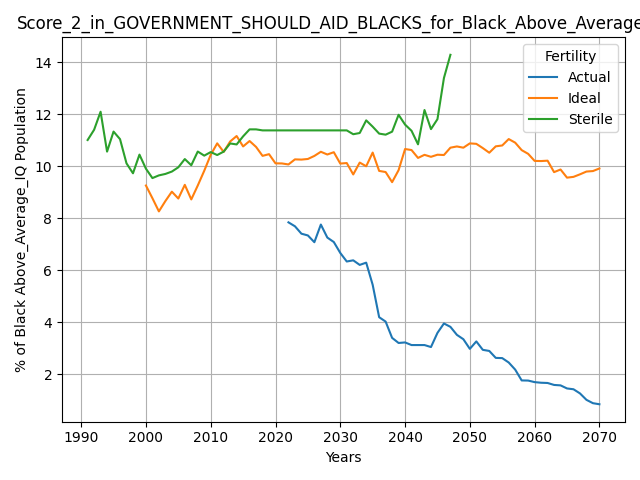 Score_2_in_GOVERNMENT_SHOULD_AID_BLACKS_for_Black_Above_Average
Fertility
Actual
Ideal
Sterile
% of Black Above_Average_IQ Population
14
12
10
8
6
4
2
1990 2000 2010 2020 2030 2040 2050 2060 2070
Years